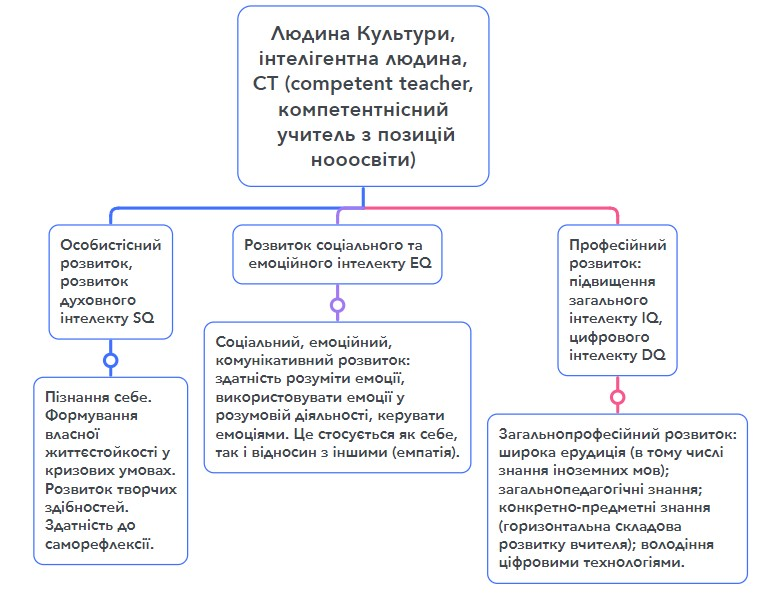 Людина Культури,
інтелігентна людина,
СТ (competent teacher,
компетентнісний
учитель з позицій
нооосвіти)
Особистісний
розвиток,
розвиток
духовного
інтелекту SQ
Розвиток соціального та
емоційного інтелекту EQ
Професійний
розвиток:
підвищення
загального
інтелекту IQ,
цифрового
інтелекту DQ
Пізнання себе.
Формування
власної
життєстойкості у
кризових умовах.
Розвиток творчих
здібностей.
Здатність до
саморефлексії.
Соціальний, емоційний,
комунікативний розвиток:
здатність розуміти емоції,
використовувати емоції у
розумовій діяльності, керувати
емоціями. Це стосується як себе,
так і відносин з іншими (емпатія).
Загальнопрофесійний розвиток:
широка ерудиція (в тому числі
знання іноземних мов);
загальнопедагогічні знання;
конкретно-предметні знання
(горизонтальна складова
розвитку вчителя); володіння
ціфровими технологіями.